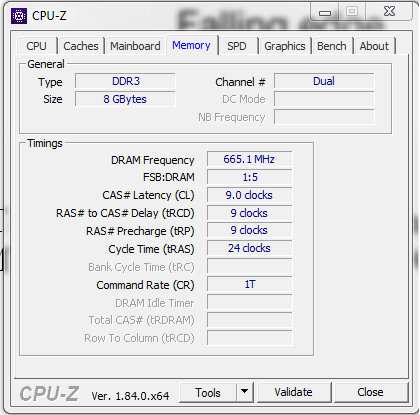 CPU-Z
Falling edge
CPU Caches Mainboard Memory SPD Graphics Bench About
General
Type DDR3 Channel # Dual
Size 8 GBytes DC Mode
NB Frequency
Timings
DRAM Frequency 665.1 MHz
FSB:DRAM 1:5
CAS# Latency (CL) 9.0 clocks
RAS# to CAS# Delay (tRCD) 9 clocks
RAS# Precharge (tRP) 9 clocks
Cycle Time (tRAS) 24 clocks
Bank Cycle Time (tRC)
Command Rate (CR) 1T
DRAM Idle Timer
Total CAS# (tRDRAM)
Row To Column (tRCD)
CPU-Z Ver. 1.84.0.x64 Tools Validate Close